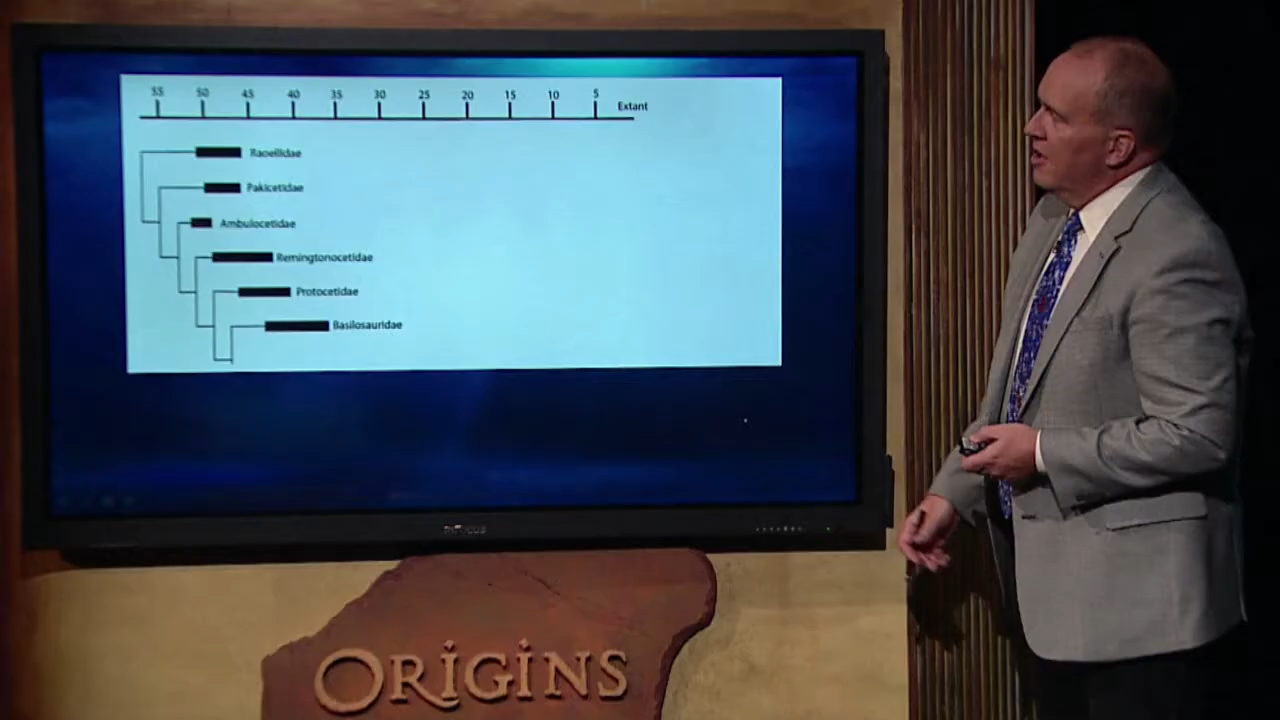 55 50 45 40 35 30 25 20 15 10 5 Extant
Raoellidae
Pakicetidae
Ambulocetidae
Remingtonocetidae
Protocetidae
Basilosauridae
ORiGiNS